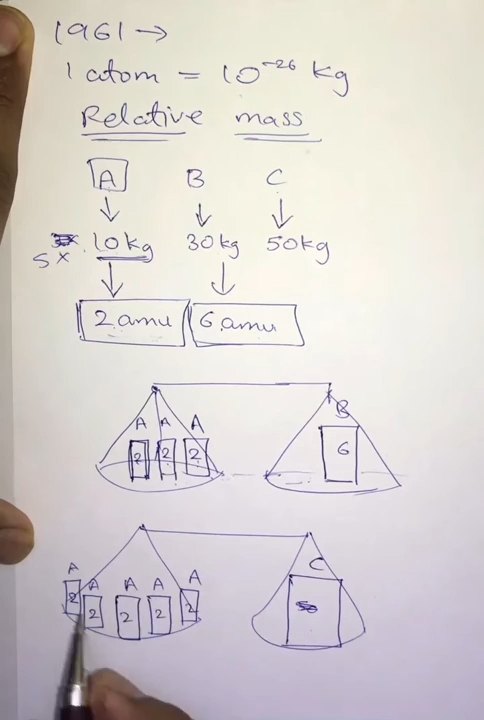 1961 →
1 atom = 10⁻²⁶ kg
Relative mass
A B C
5x 10kg 30kg 50kg
2 amu 6 amu
A A A B
2 2 2 6
A A A A A C
2 2 2 2 2